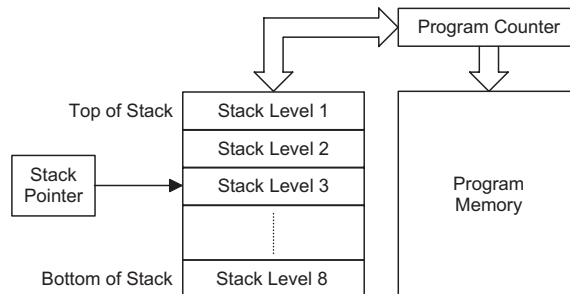 Program Counter
Top of Stack
Stack Level 1
Stack Level 2
Stack
Pointer
Stack Level 3
Program
Memory
Bottom of Stack
Stack Level 8